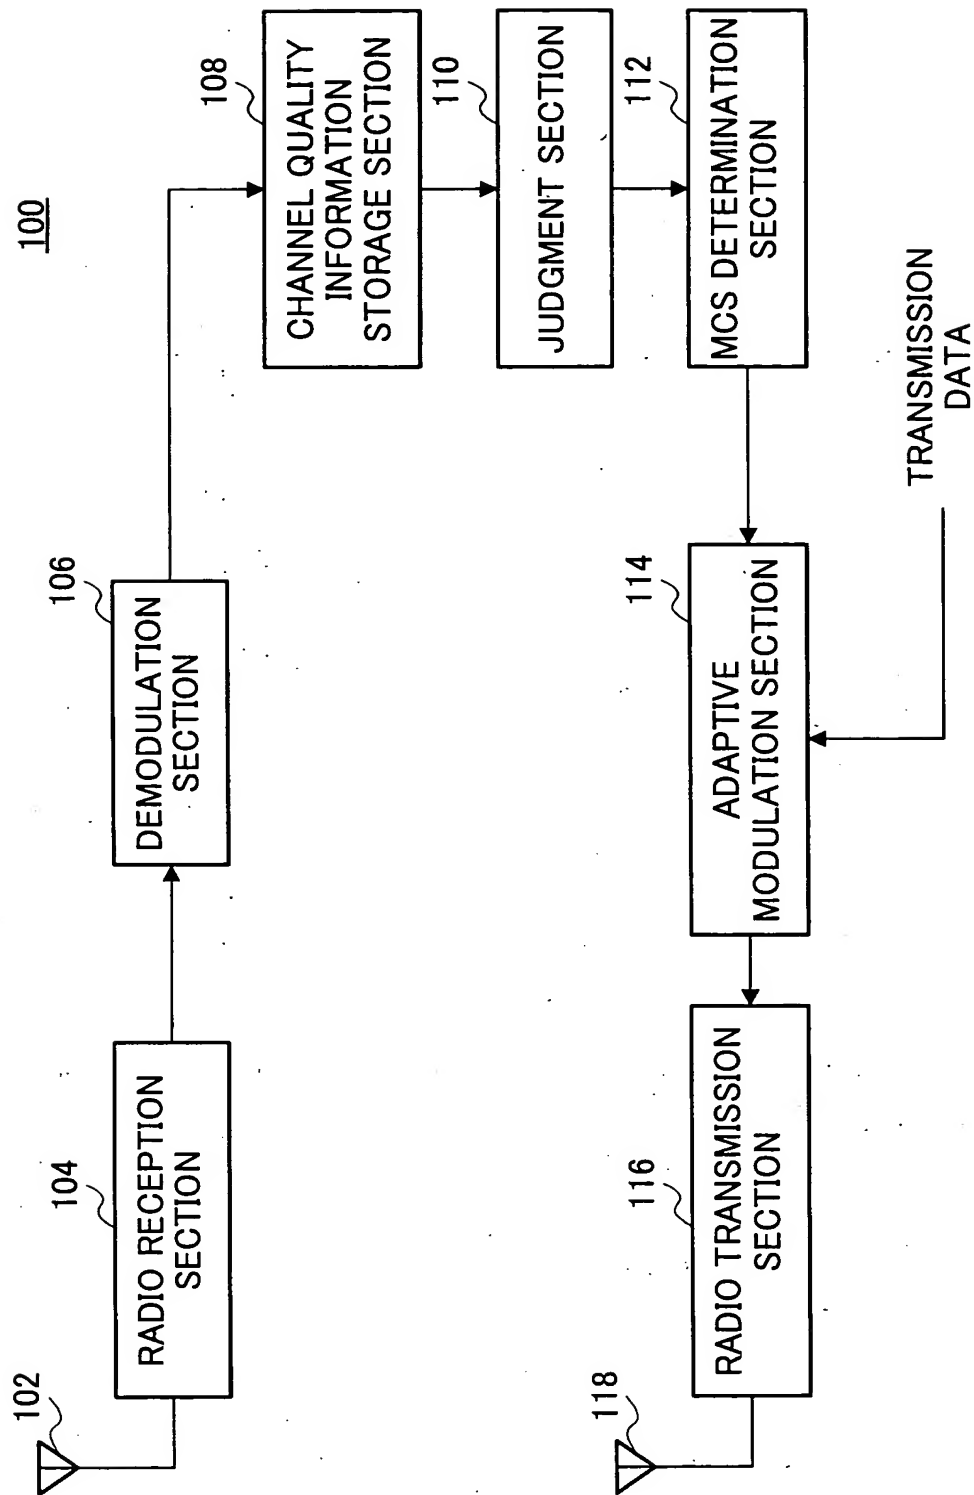 100
102
104
RADIO RECEPTION
SECTION
106
DEMODULATION
SECTION
108
CHANNEL QUALITY
INFORMATION
STORAGE SECTION
110
JUDGMENT SECTION
112
MCS DETERMINATION
SECTION
114
ADAPTIVE
MODULATION SECTION
TRANSMISSION
DATA
116
RADIO TRANSMISSION
SECTION
118